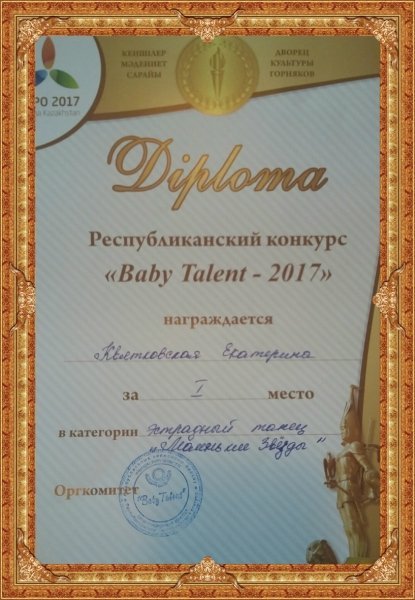 PO 2017
КЕНШІЛЕР
МӘДЕНИЕТ
САРАЙЫ
ДВОРЕЦ
КУЛЬТУРЫ
ГОРНЯКОВ
Diploma
Республиканский конкурс
«Baby Talent - 2017»
награждается
Квятковская Екатерина
за I место
в категории эстрадный танец
"Маленькие Звёзды"
Оргкомитет
"Baby Talent"